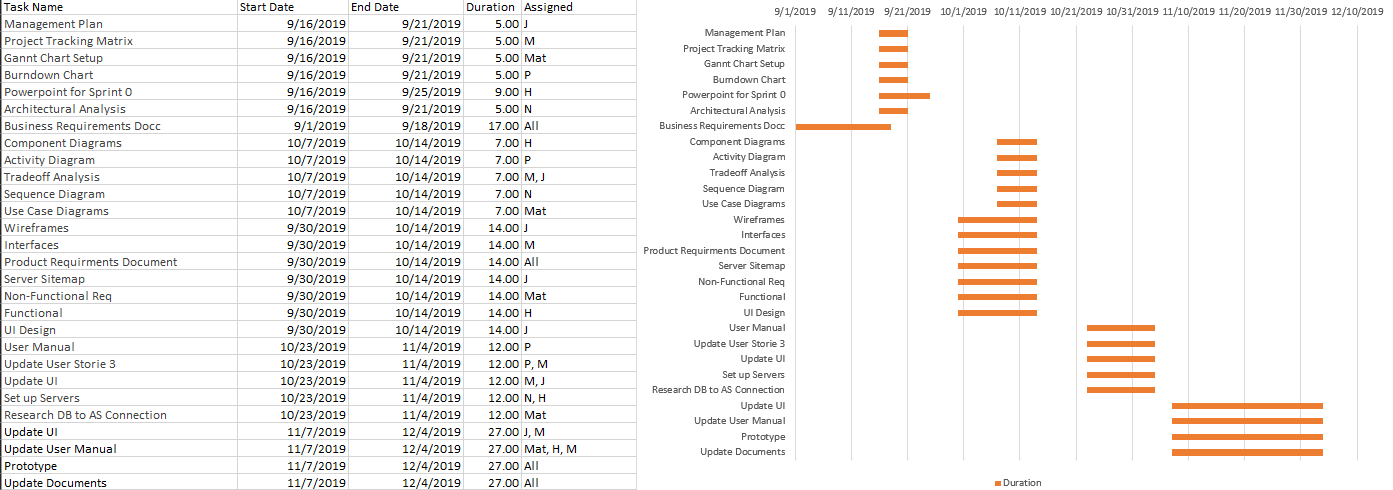 Task Name Start Date End Date Duration Assigned
Management Plan 9/16/2019 9/21/2019 5.00 J
Project Tracking Matrix 9/16/2019 9/21/2019 5.00 M
Gannt Chart Setup 9/16/2019 9/21/2019 5.00 Mat
Burndown Chart 9/16/2019 9/21/2019 5.00 P
Powerpoint for Sprint 0 9/16/2019 9/25/2019 9.00 H
Architectural Analysis 9/16/2019 9/21/2019 5.00 N
Business Requirements Docc 9/1/2019 9/18/2019 17.00 All
Component Diagrams 10/7/2019 10/14/2019 7.00 H
Activity Diagram 10/7/2019 10/14/2019 7.00 P
Tradeoff Analysis 10/7/2019 10/14/2019 7.00 M, J
Sequence Diagram 10/7/2019 10/14/2019 7.00 N
Use Case Diagrams 10/7/2019 10/14/2019 7.00 Mat
Wireframes 9/30/2019 10/14/2019 14.00 J
Interfaces 9/30/2019 10/14/2019 14.00 M
Product Requirments Document 9/30/2019 10/14/2019 14.00 All
Server Sitemap 9/30/2019 10/14/2019 14.00 J
Non-Functional Req 9/30/2019 10/14/2019 14.00 Mat
Functional 9/30/2019 10/14/2019 14.00 H
UI Design 9/30/2019 10/14/2019 14.00 J
User Manual 10/23/2019 11/4/2019 12.00 P
Update User Storie 3 10/23/2019 11/4/2019 12.00 P, M
Update UI 10/23/2019 11/4/2019 12.00 M, J
Set up Servers 10/23/2019 11/4/2019 12.00 N, H
Research DB to AS Connection 10/23/2019 11/4/2019 12.00 Mat
Update UI 11/7/2019 12/4/2019 27.00 J, M
Update User Manual 11/7/2019 12/4/2019 27.00 Mat, H, M
Prototype 11/7/2019 12/4/2019 27.00 All
Update Documents 11/7/2019 12/4/2019 27.00 All
9/1/2019 9/11/2019 9/21/2019 10/1/2019 10/11/2019 10/21/2019 10/31/2019 11/10/2019 11/20/2019 11/30/2019 12/10/2019
Management Plan
Project Tracking Matrix
Gannt Chart Setup
Burndown Chart
Powerpoint for Sprint 0
Architectural Analysis
Business Requirements Docc
Component Diagrams
Activity Diagram
Tradeoff Analysis
Sequence Diagram
Use Case Diagrams
Wireframes
Interfaces
Product Requirments Document
Server Sitemap
Non-Functional Req
Functional
UI Design
User Manual
Update User Storie 3
Update UI
Set up Servers
Research DB to AS Connection
Update UI
Update User Manual
Prototype
Update Documents
Duration